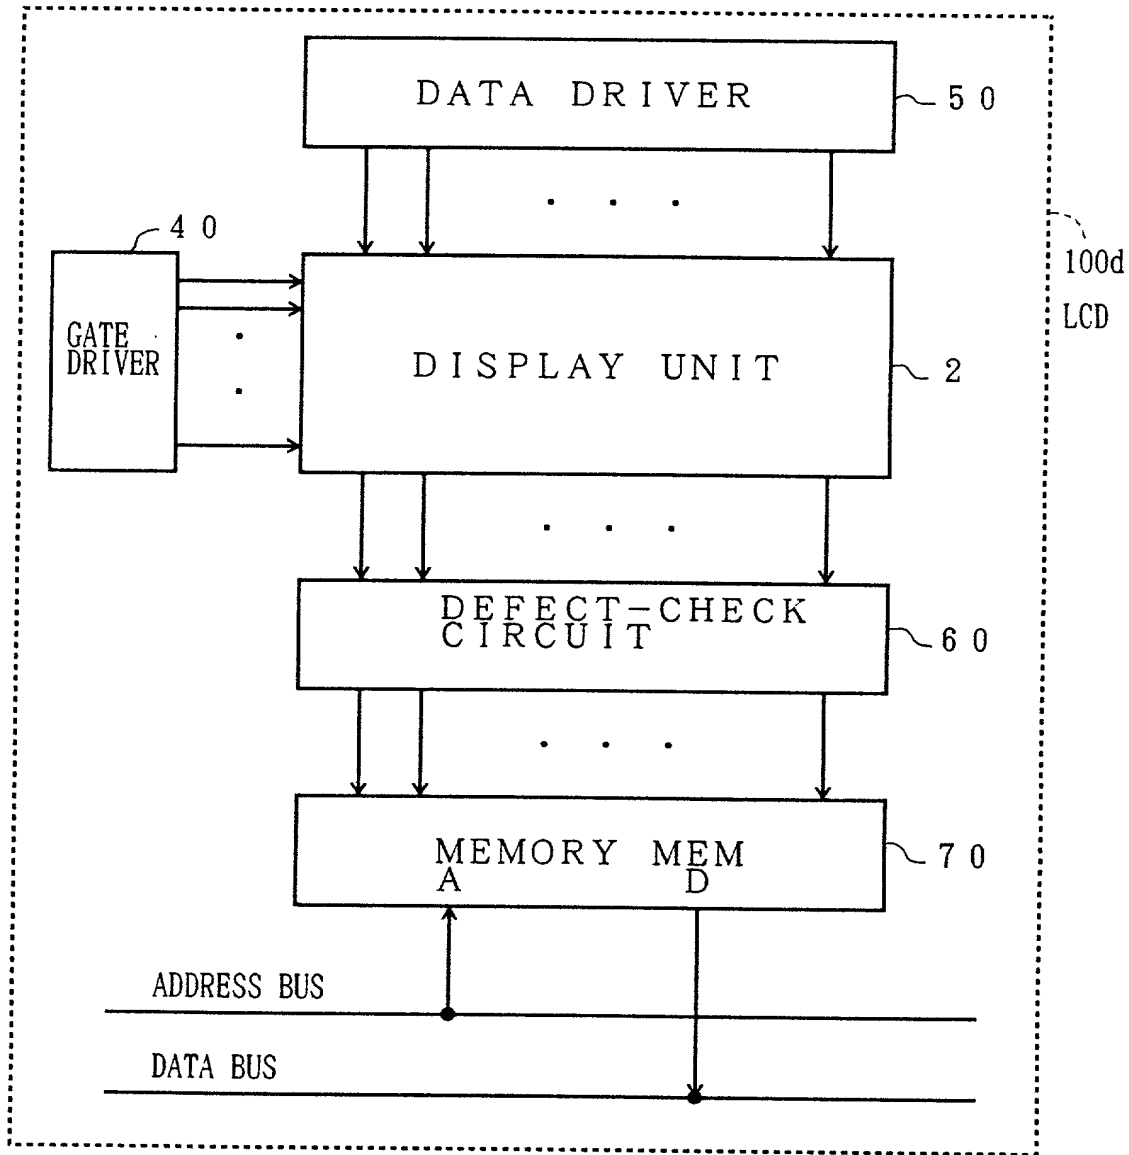 DATA DRIVER
50
40
100d
LCD
GATE
DRIVER
DISPLAY UNIT
2
DEFECT-CHECK
CIRCUIT
60
MEMORY MEM
A D
70
ADDRESS BUS
DATA BUS